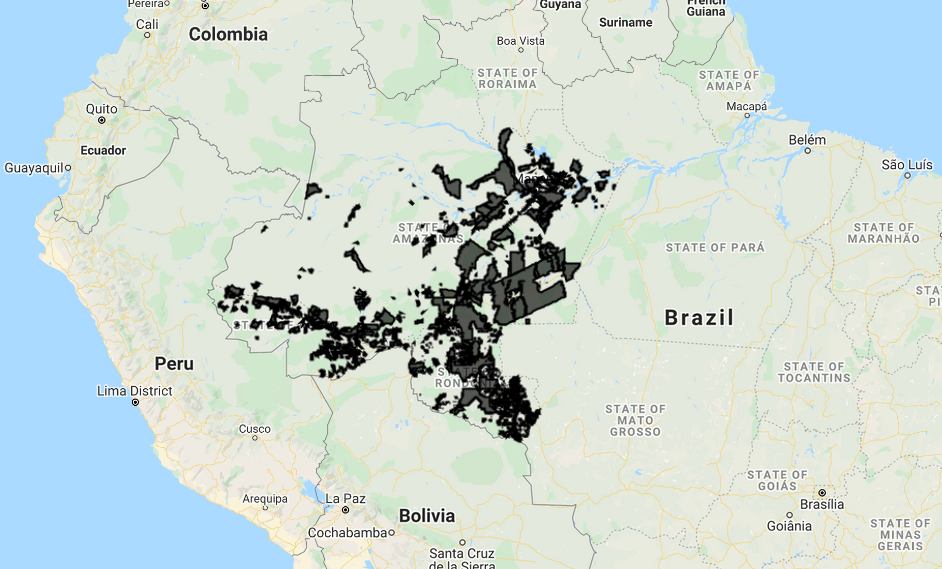 Pereira
Cali
Colombia
Guyana
Suriname
French
Guiana
Boa Vista
STATE OF
RORAIMA
STATE OF
AMAPÁ
Macapá
Quito
Ecuador
Guayaquil
Belém
São Luís
STATE OF
AMAZONAS
STATE OF PARÁ
STATE OF
MARANHÃO
Brazil
Peru
Lima District
Cusco
STATE OF
TOCANTINS
STATE OF
MATO
GROSSO
STATE OF
GOIÁS
Brasília
Goiânia
Arequipa
La Paz
Bolivia
Cochabamba
Santa Cruz
de la Sierra
STATE OF
MINAS
GERAIS